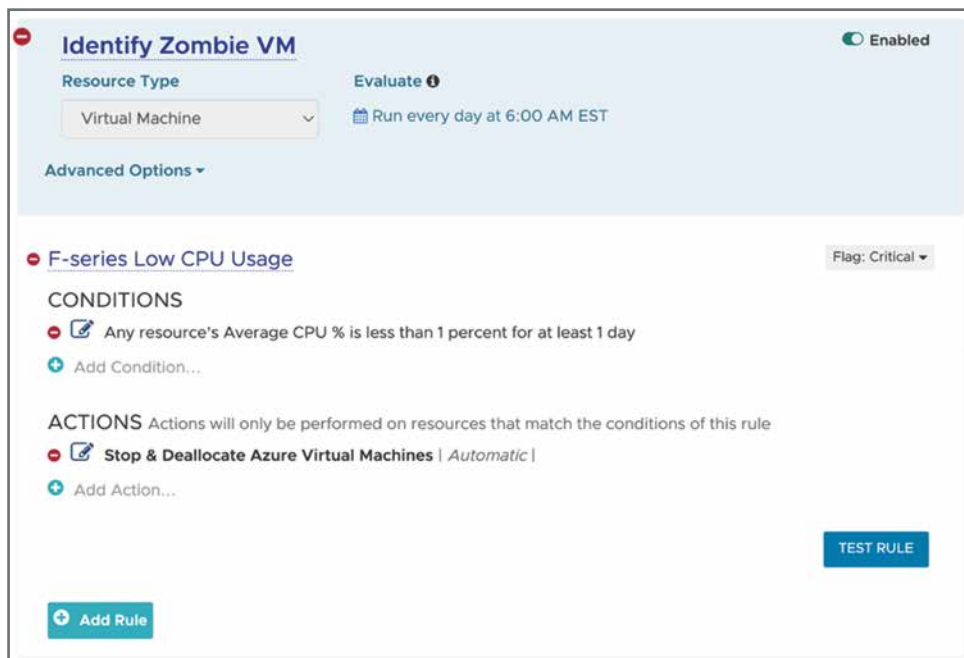 Identify Zombie VM
Enabled
Resource Type
Evaluate
Virtual Machine
Run every day at 6:00 AM EST
Advanced Options
F-series Low CPU Usage
Flag: Critical
CONDITIONS
Any resource's Average CPU % is less than 1 percent for at least 1 day
Add Condition...
ACTIONS Actions will only be performed on resources that match the conditions of this rule
Stop & Deallocate Azure Virtual Machines | Automatic |
Add Action...
TEST RULE
Add Rule